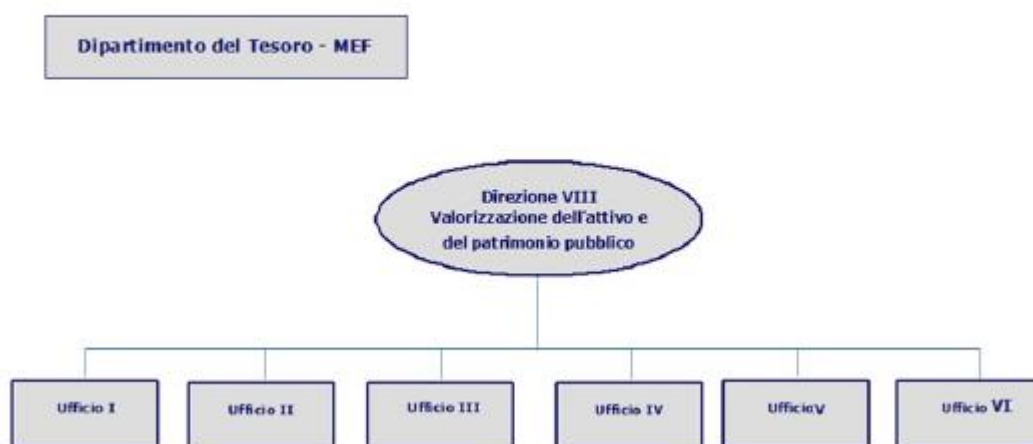 Dipartimento del Tesoro - MEF
Direzione VIII
Valorizzazione dell'attivo e
del patrimonio pubblico
Ufficio I
Ufficio II
Ufficio III
Ufficio IV
UfficioV
Ufficio VI